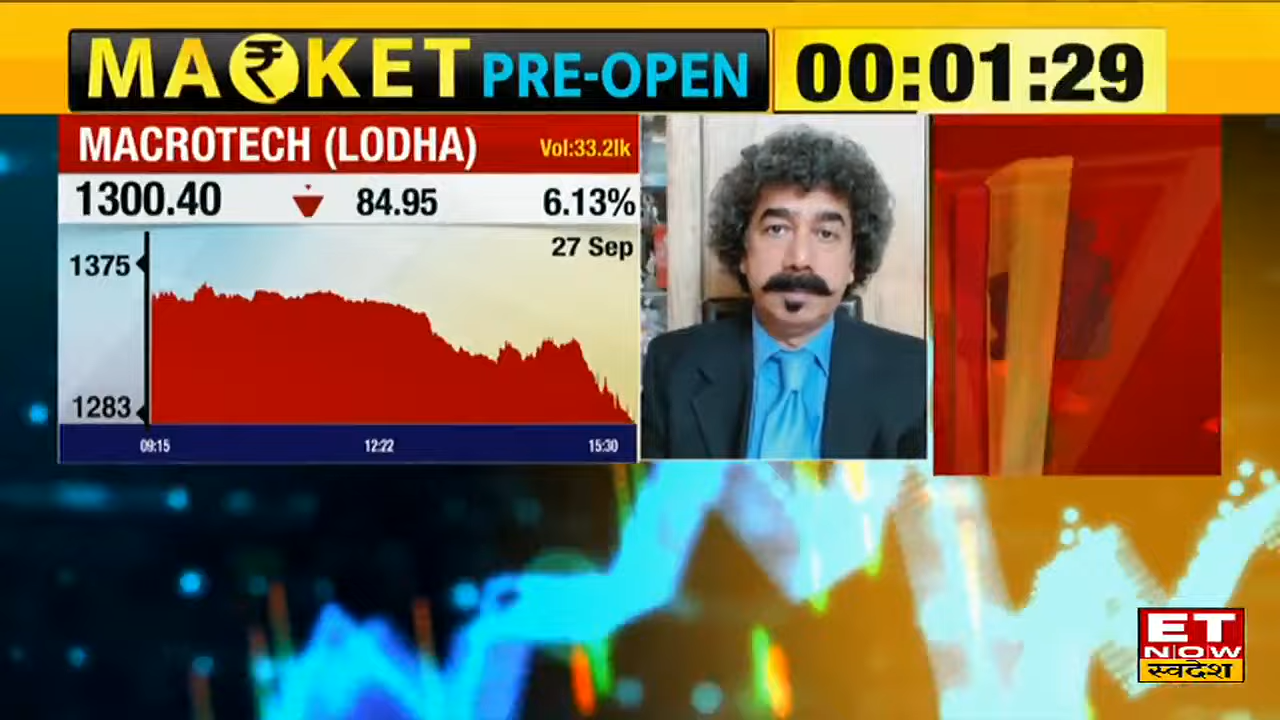 MA₹KET PRE-OPEN 00:01:29
MACROTECH (LODHA) Vol:33.2lk
1300.40 84.95 6.13%
27 Sep
1375
1283
09:15 12:22 15:30
ET
NOW
स्वदेश